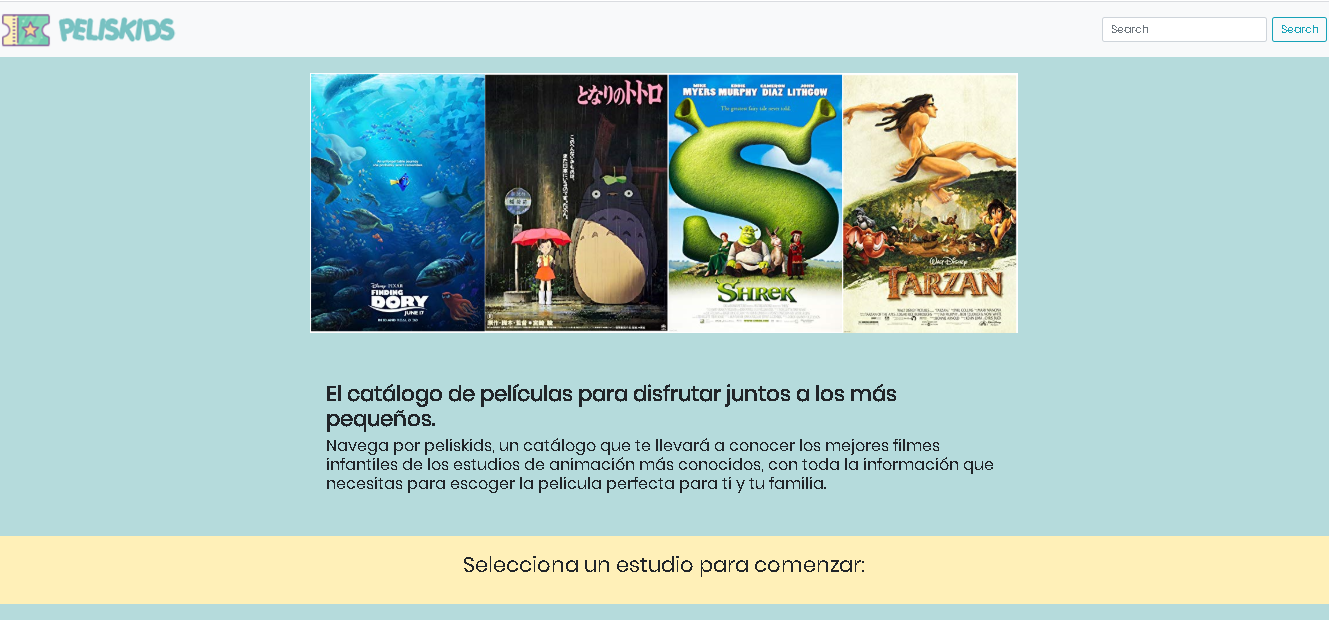 PELISKIDS
Search
Search
となりのトトロ
MIKE MYERS EDDIE MURPHY CAMERON DIAZ JOHN LITHGOW
The greatest fairy tale never told.
DISNEY PIXAR
FINDING
DORY
JUNE 17
SHREK
WALT DISNEY
TARZAN
El catálogo de películas para disfrutar juntos a los más
pequeños.
Navega por peliskids, un catálogo que te llevará a conocer los mejores filmes
infantiles de los estudios de animación más conocidos, con toda la información que
necesitas para escoger la película perfecta para tí y tu familia.
Selecciona un estudio para comenzar: